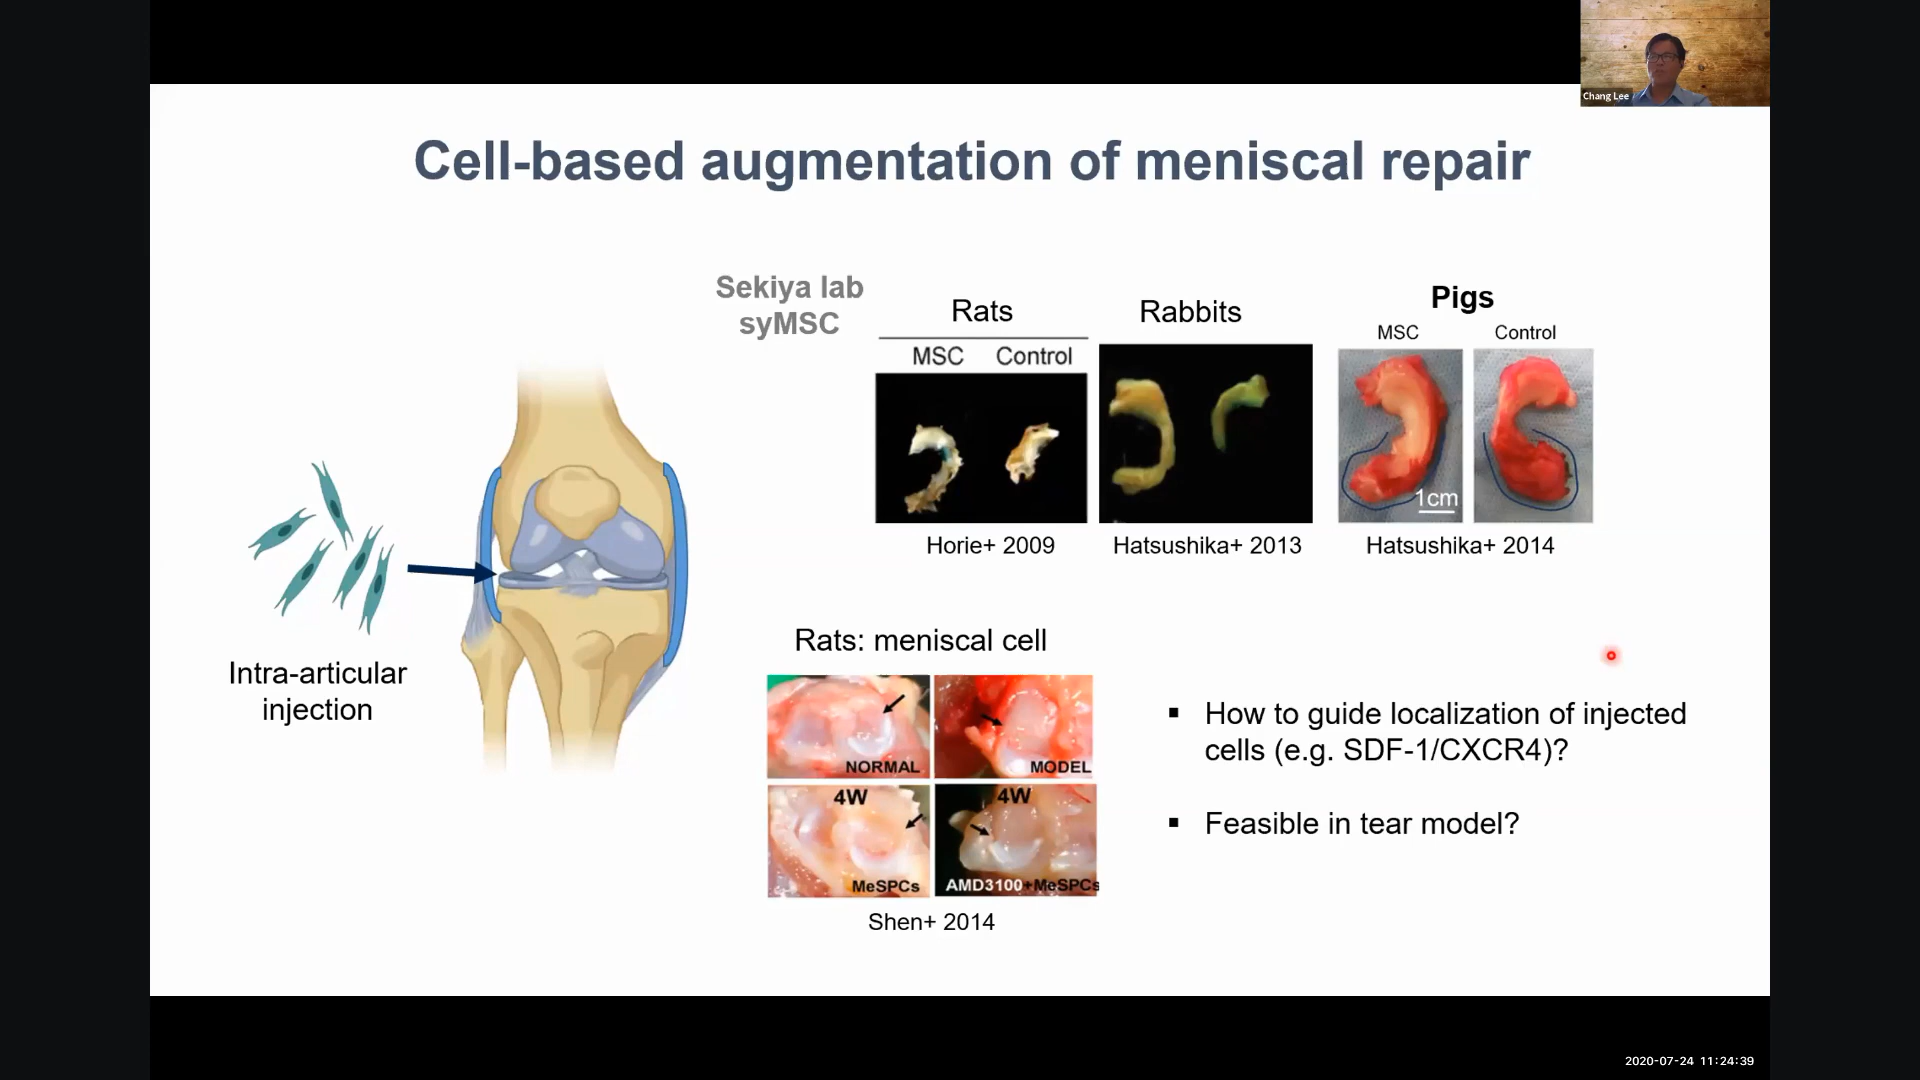 Chang Lee
Cell-based augmentation of meniscal repair
Sekiya lab
syMSC
Rats
MSC Control
Horie+ 2009
Rabbits
Hatsushika+ 2013
Pigs
MSC Control
1cm
Hatsushika+ 2014
Intra-articular
injection
Rats: meniscal cell
NORMAL
MODEL
4W
MeSPCs
4W
AMD3100+MeSPCs
Shen+ 2014
▪ How to guide localization of injected
cells (e.g. SDF-1/CXCR4)?
▪ Feasible in tear model?
2020-07-24 11:24:39